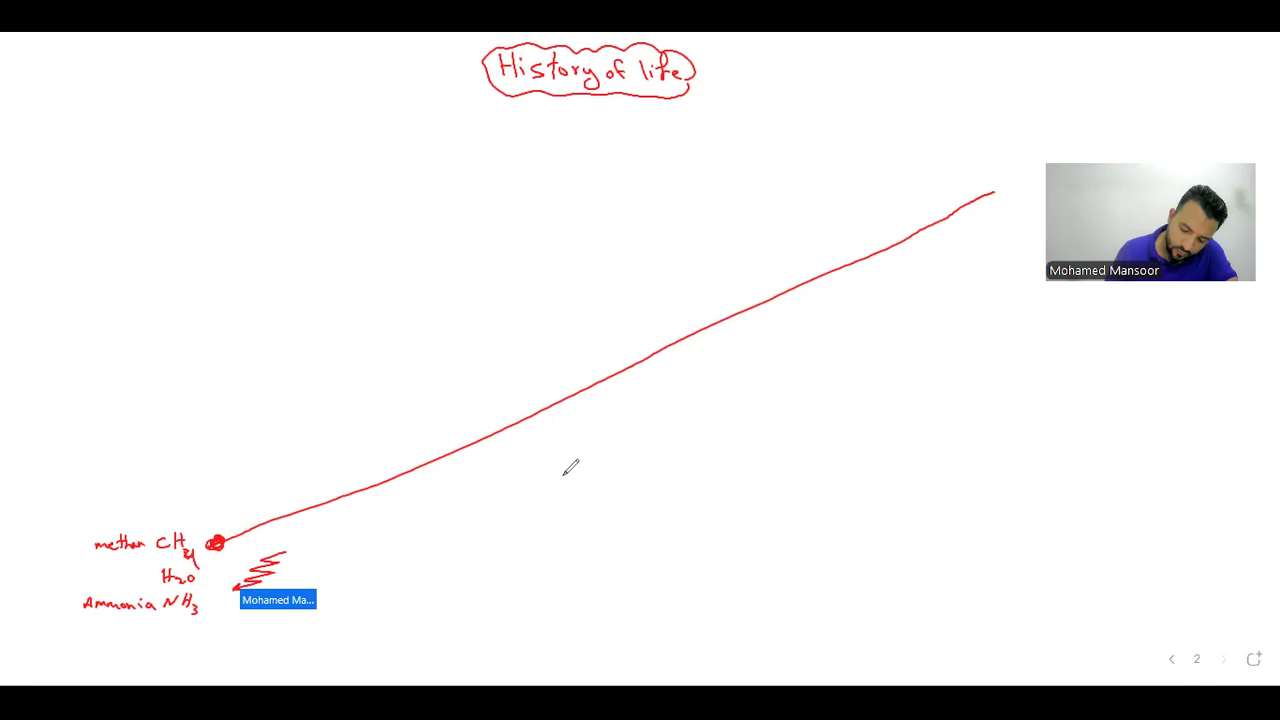 History of life
Mohamed Mansoor
methan CH4
H2O
Ammonia NH3
Mohamed Ma...
2